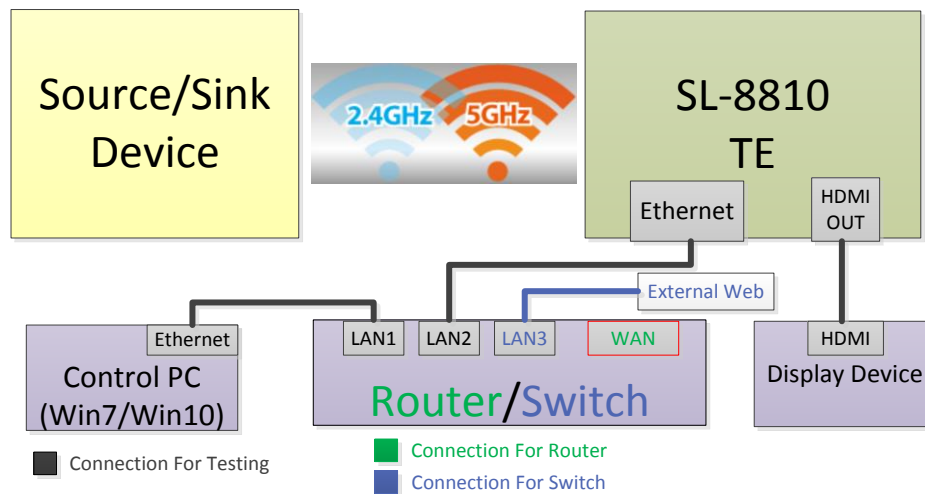 Source/Sink
Device
2.4GHz
5GHz
SL-8810
TE
Ethernet
HDMI
OUT
External Web
Ethernet
Control PC
(Win7/Win10)
LAN1
LAN2
LAN3
WAN
Router/Switch
HDMI
Display Device
Connection For Testing
Connection For Router
Connection For Switch